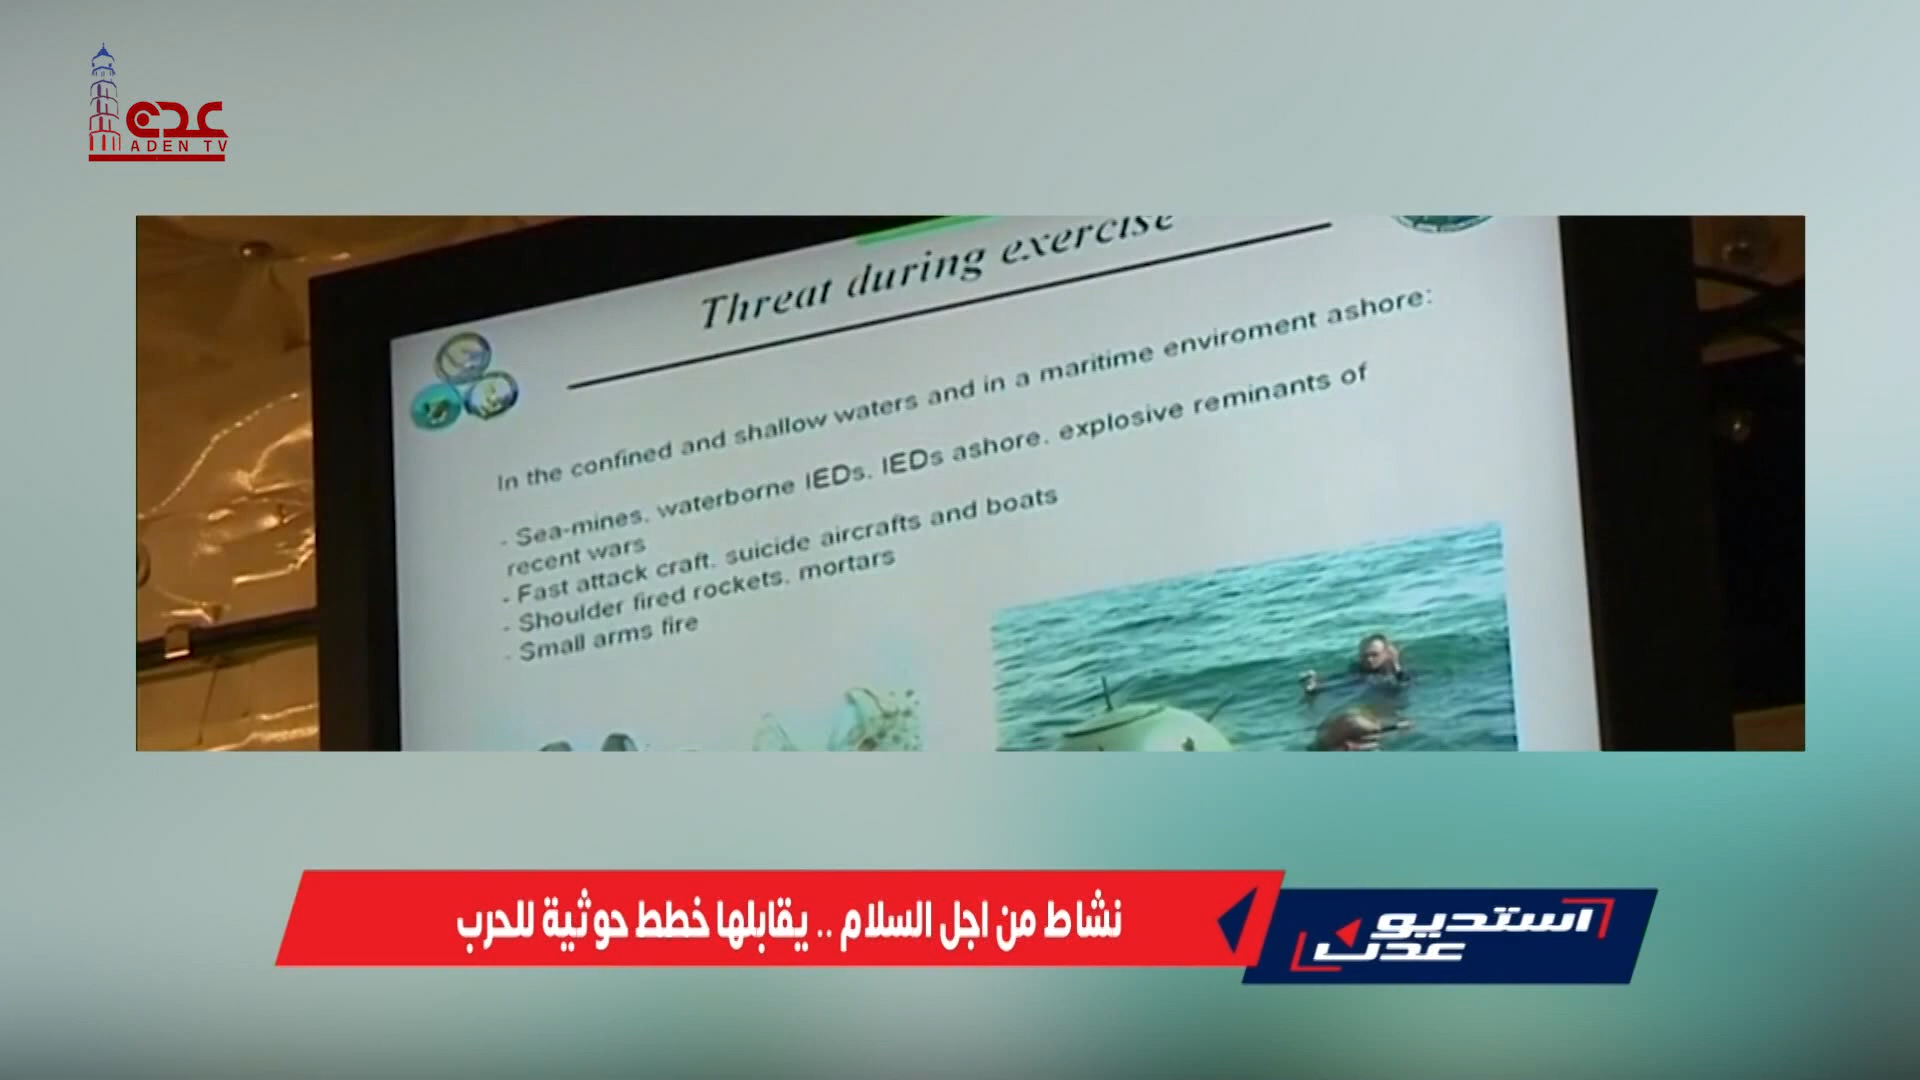 عدن
ADEN TV
Threat during exercise
In the confined and shallow waters and in a maritime enviroment ashore:
- Sea-mines, waterborne IEDs, IEDs ashore, explosive reminants of
recent wars
- Fast attack craft, suicide aircrafts and boats
- Shoulder fired rockets, mortars
- Small arms fire
نشاط من اجل السلام .. يقابلها خطط حوثية للحرب
استديو
عدن